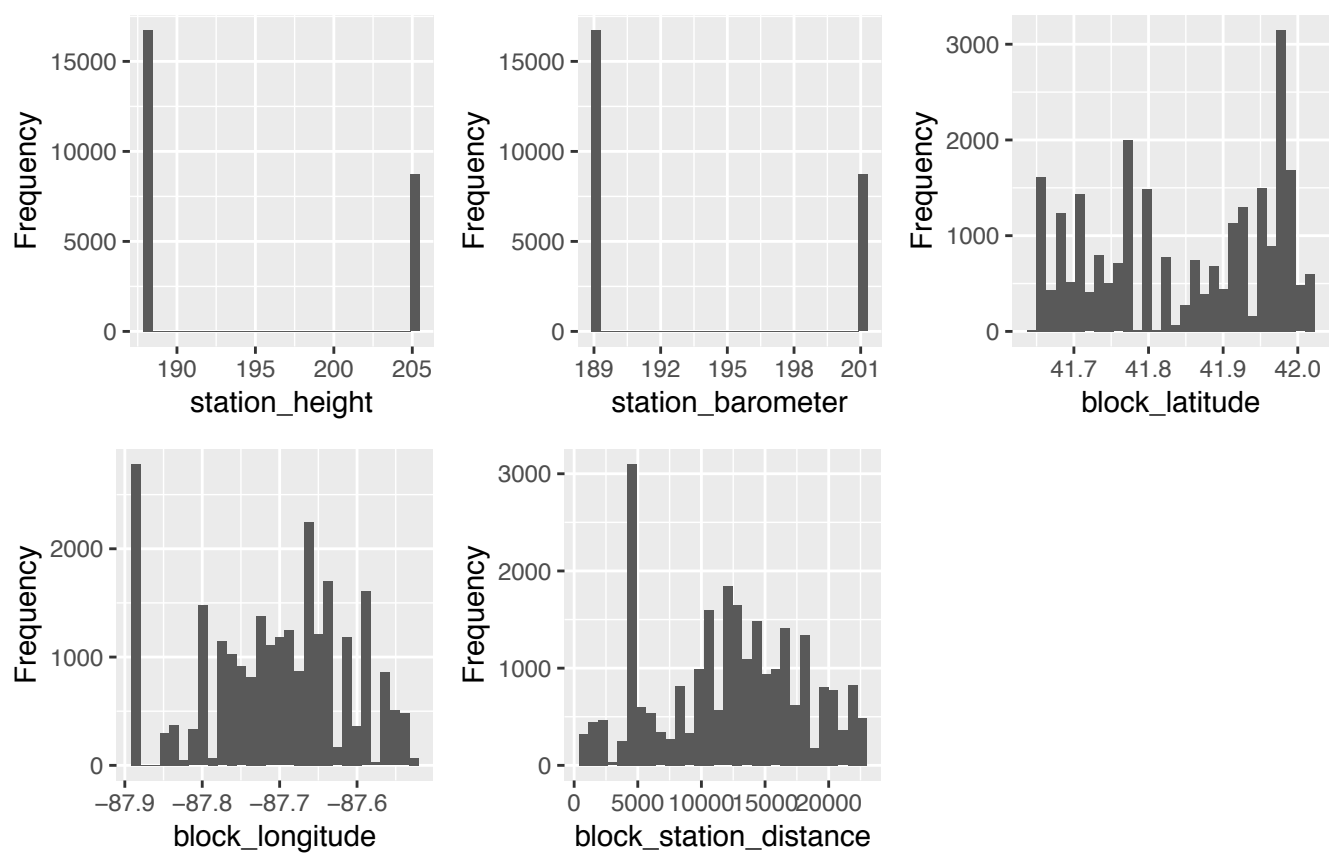 Frequency
15000
10000
5000
0
190 195 200 205
station_height
Frequency
15000
10000
5000
0
189 192 195 198 201
station_barometer
Frequency
3000
2000
1000
0
41.7 41.8 41.9 42.0
block_latitude
Frequency
2000
1000
0
−87.9 −87.8 −87.7 −87.6
block_longitude
Frequency
3000
2000
1000
0
0 5000 10000 15000 20000
block_station_distance